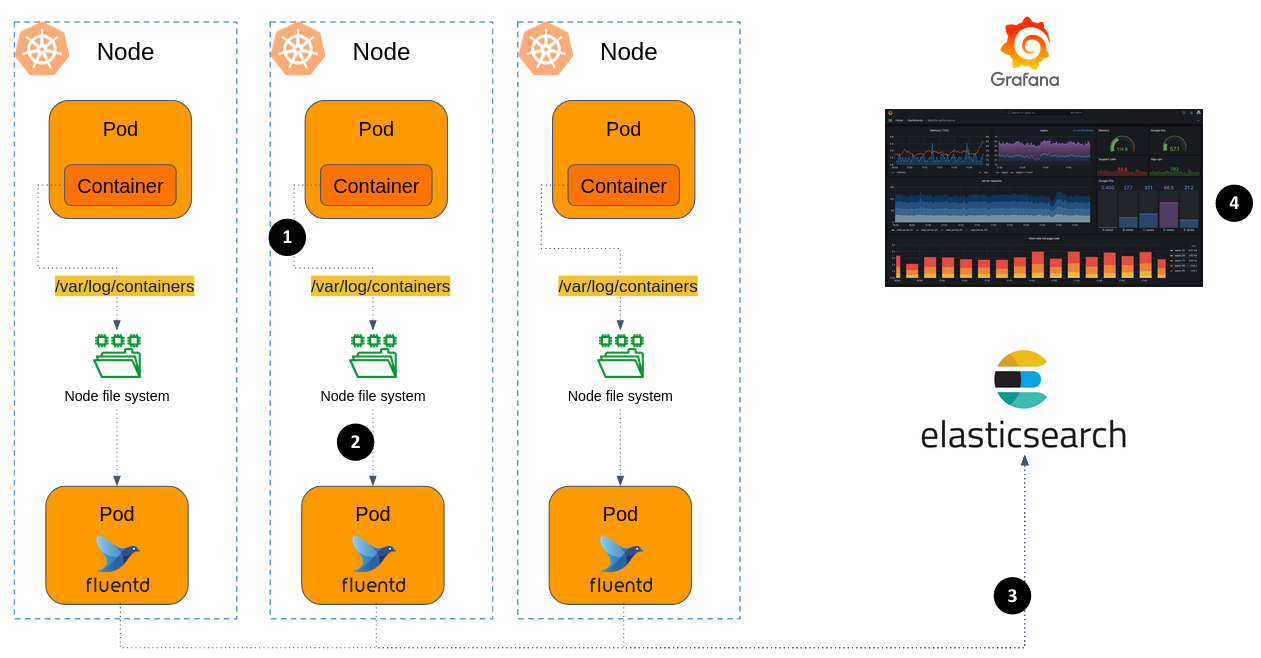 Node
Pod
Container
/var/log/containers
Node file system
Pod
fluentd
Node
Pod
Container
1
/var/log/containers
Node file system
2
Pod
fluentd
Node
Pod
Container
/var/log/containers
Node file system
Pod
fluentd
Grafana
4
elasticsearch
3